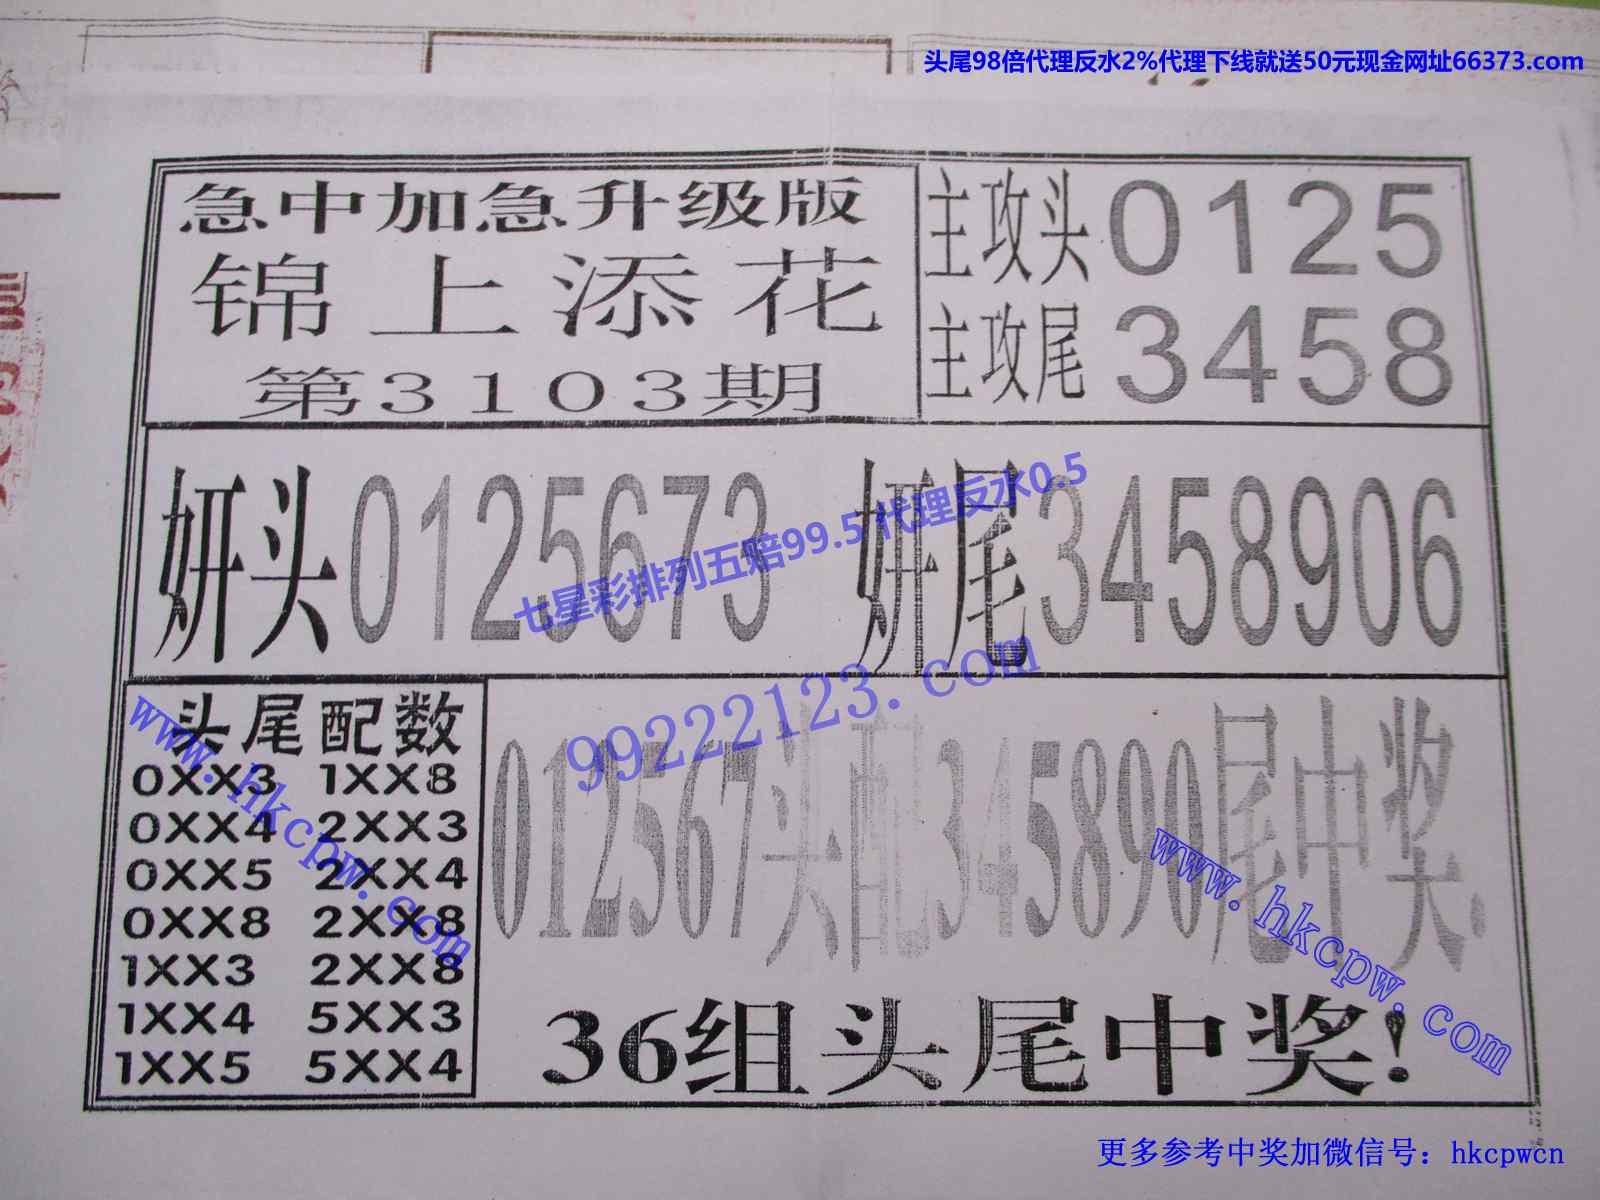 头尾98倍代理反水2%代理下线就送50元现金网址66373.com
急中加急升级版
锦上添花
第3103期
主攻头0125
主攻尾3458
妍头0125673
妍尾3458906
七星彩排列五赔99.5 代理反水0.5
99222123.com
www.hkcpw.com
头尾配数
0XX3 1XX8
0XX4 2XX3
0XX5 2XX4
0XX8 2XX8
1XX3 2XX8
1XX4 5XX3
1XX5 5XX4
012567头配345890尾中奖.
www.hkcpw.com
36组头尾中奖!
更多参考中奖加微信号：hkcpwcn